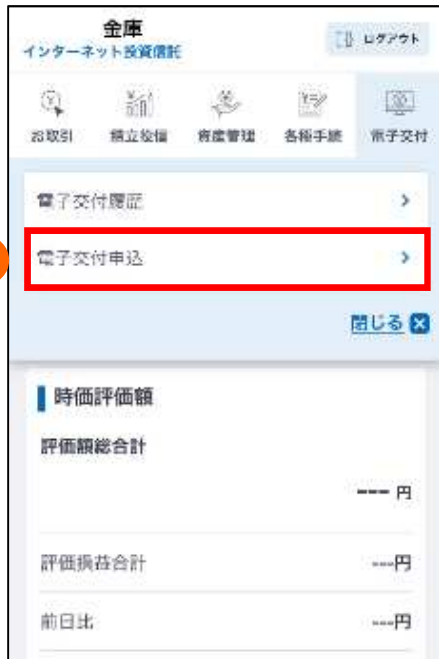 金庫
インターネット投資信託
ログアウト
お取引
積立投信
資産管理
各種手続
電子交付
電子交付履歴
電子交付申込
閉じる
時価評価額
評価額総合計
--- 円
評価損益合計
---円
前日比
---円